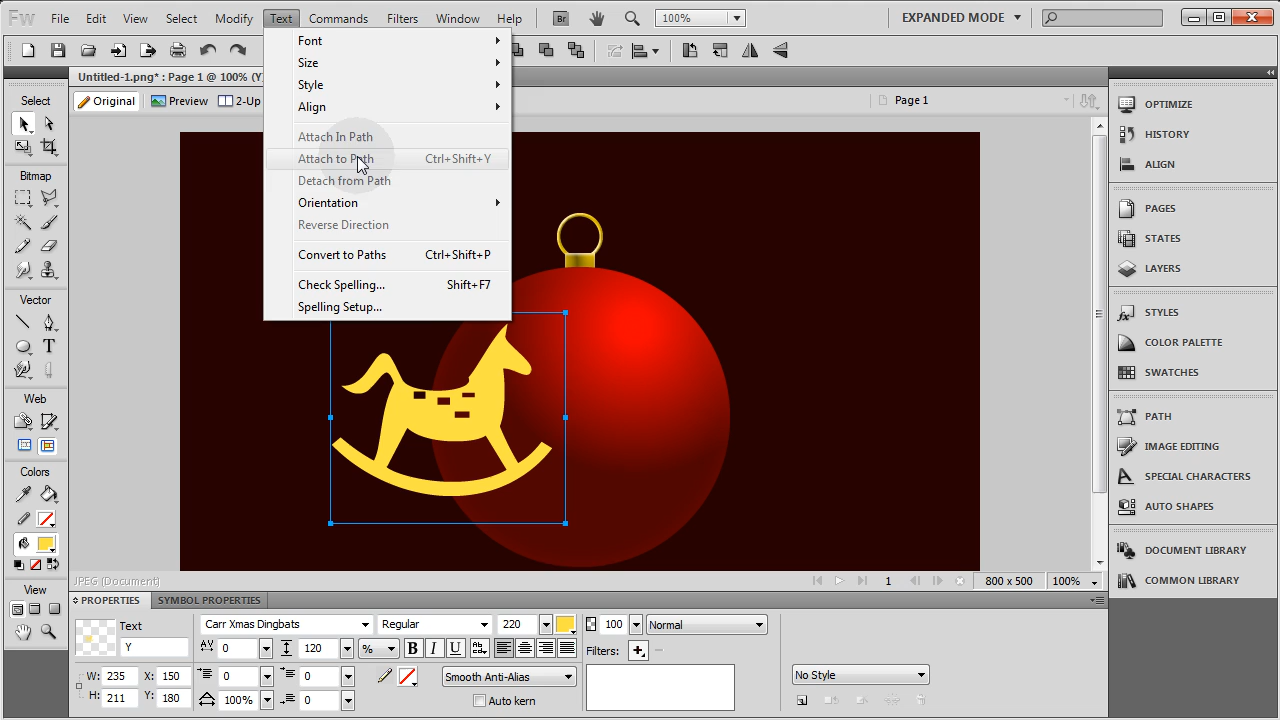 Fw File Edit View Select Modify Text Commands Filters Window Help Br 100% EXPANDED MODE
Untitled-1.png* : Page 1 @ 100% (Y)
Original Preview 2-Up Page 1
Font
Size
Style
Align
Attach In Path
Attach to Path Ctrl+Shift+Y
Detach from Path
Orientation
Reverse Direction
Convert to Paths Ctrl+Shift+P
Check Spelling... Shift+F7
Spelling Setup...
Select
Bitmap
Vector
T
Web
Colors
View
OPTIMIZE
HISTORY
ALIGN
PAGES
STATES
LAYERS
STYLES
COLOR PALETTE
SWATCHES
PATH
IMAGE EDITING
SPECIAL CHARACTERS
AUTO SHAPES
DOCUMENT LIBRARY
COMMON LIBRARY
JPEG (Document) 1 800 x 500 100%
PROPERTIES SYMBOL PROPERTIES
Text Carr Xmas Dingbats Regular 220 100 Normal
Y 0 120 % B I U Filters:
W: 235 X: 150 0 0 Smooth Anti-Alias No Style
H: 211 Y: 180 100% 0 Auto kern